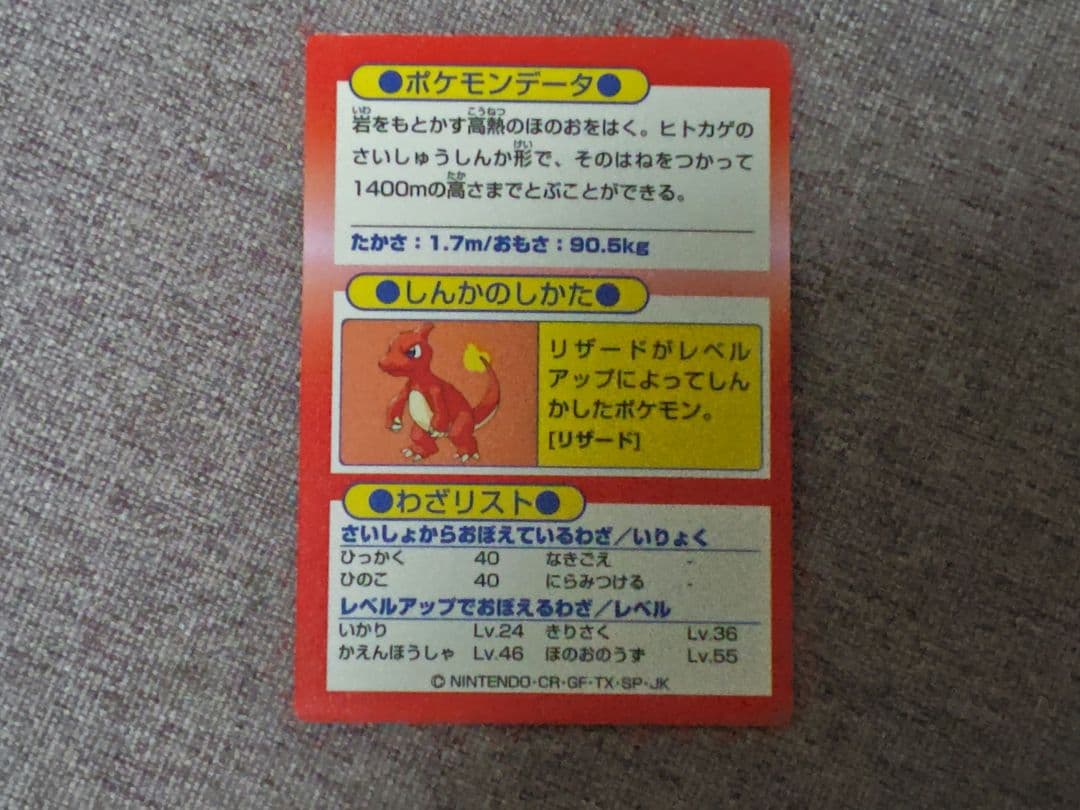 ●ポケモンデータ●
岩をもとかす高熱のほのおをはく。ヒトカゲの
さいしゅうしんか形で、そのはねをつかって
1400mの高さまでとぶことができる。
たかさ：1.7m/おもさ：90.5kg
●しんかのしかた●
リザードがレベル
アップによってしん
かしたポケモン。
[リザード]
●わざリスト●
さいしょからおぼえているわざ／いりょく
ひっかく 40 なきごえ -
ひのこ 40 にらみつける -
レベルアップでおぼえるわざ／レベル
いかり Lv.24 きりさく Lv.36
かえんほうしゃ Lv.46 ほのおのうず Lv.55
© NINTENDO·CR·GF·TX·SP·JK